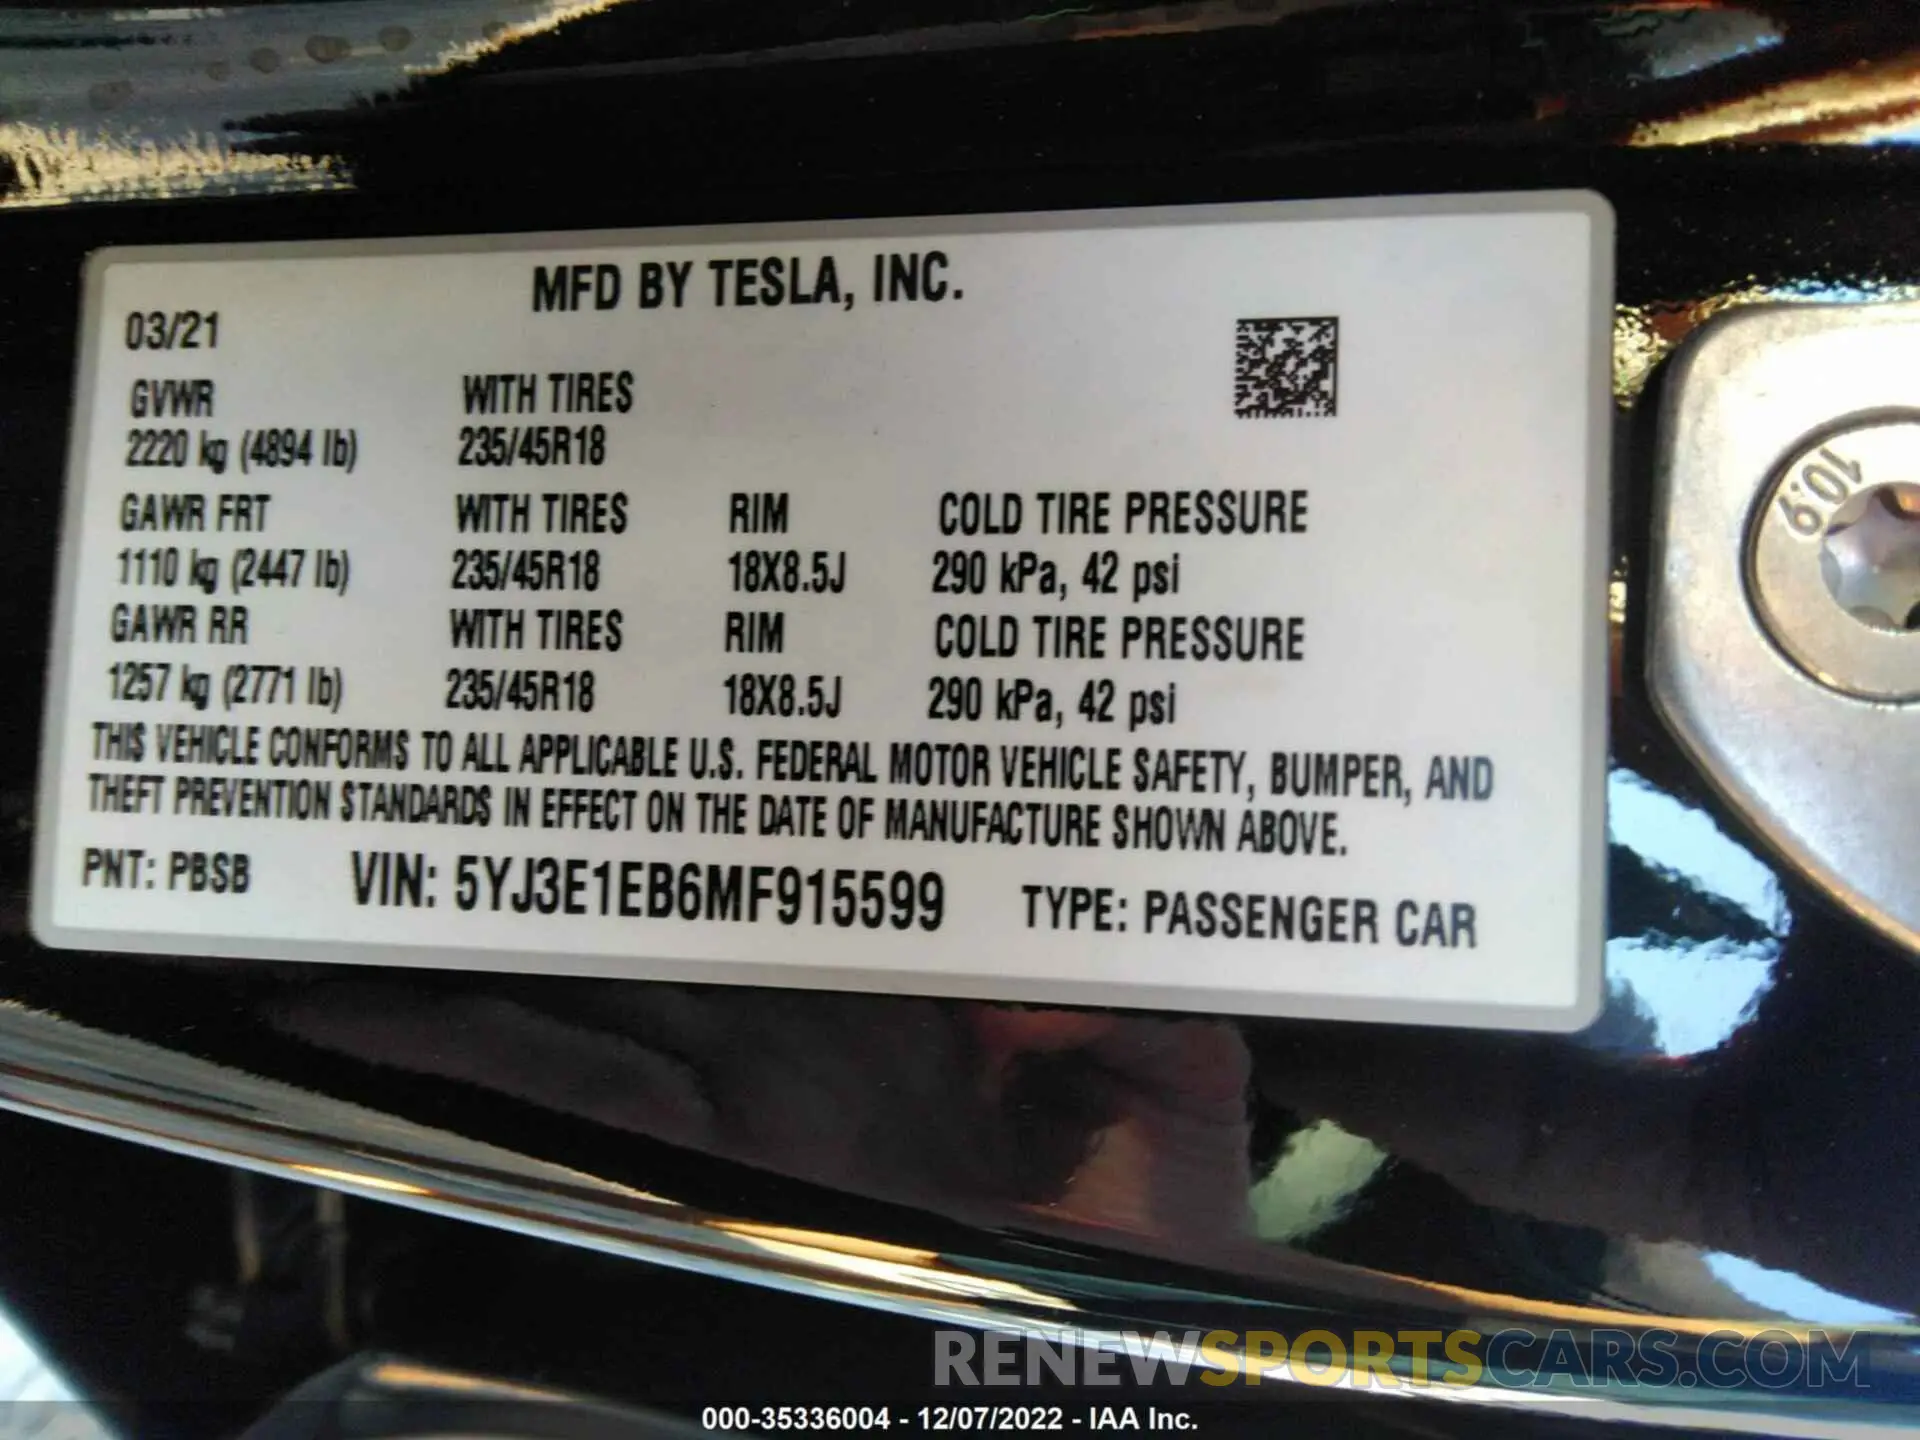 MFD BY TESLA, INC.
03/21
GVWR WITH TIRES
2220 kg (4894 lb) 235/45R18
GAWR FRT WITH TIRES RIM COLD TIRE PRESSURE
1110 kg (2447 lb) 235/45R18 18X8.5J 290 kPa, 42 psi
GAWR RR WITH TIRES RIM COLD TIRE PRESSURE
1257 kg (2771 lb) 235/45R18 18X8.5J 290 kPa, 42 psi
THIS VEHICLE CONFORMS TO ALL APPLICABLE U.S. FEDERAL MOTOR VEHICLE SAFETY, BUMPER, AND
THEFT PREVENTION STANDARDS IN EFFECT ON THE DATE OF MANUFACTURE SHOWN ABOVE.
PNT: PBSB VIN: 5YJ3E1EB6MF915599 TYPE: PASSENGER CAR
10.9
RENEWSPORTSCARS.COM
000-35336004 - 12/07/2022 - IAA Inc.